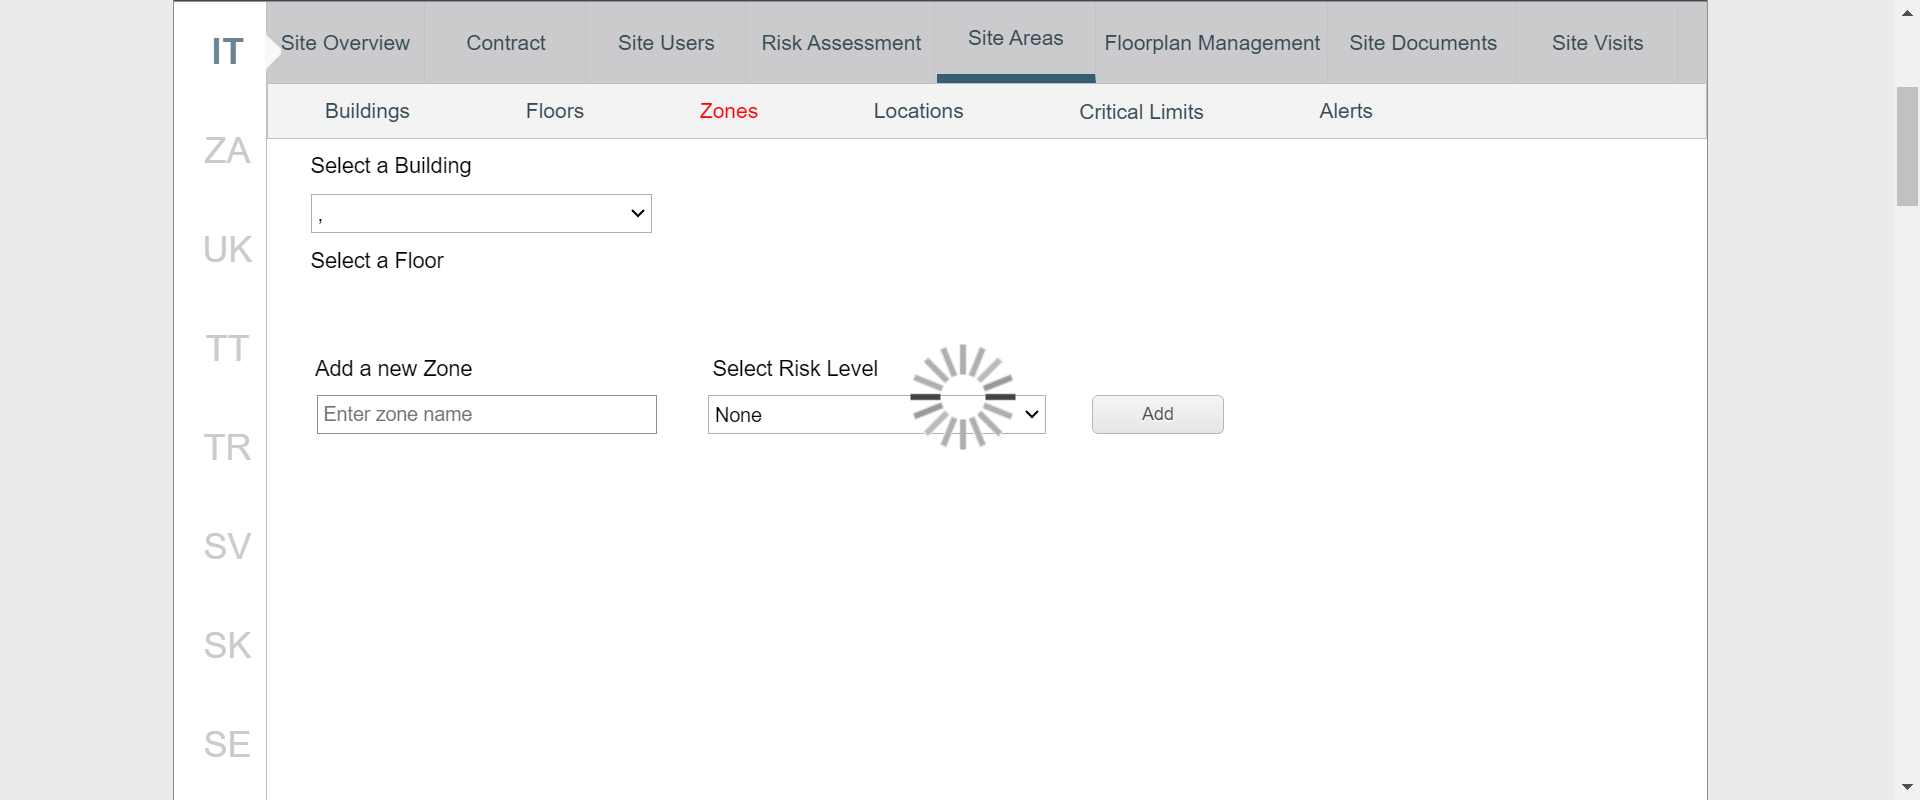 IT
Site Overview
Contract
Site Users
Risk Assessment
Site Areas
Floorplan Management
Site Documents
Site Visits
Buildings
Floors
Zones
Locations
Critical Limits
Alerts
ZA
UK
TT
TR
SV
SK
SE
Select a Building
,
Select a Floor
Add a new Zone
Enter zone name
Select Risk Level
None
Add